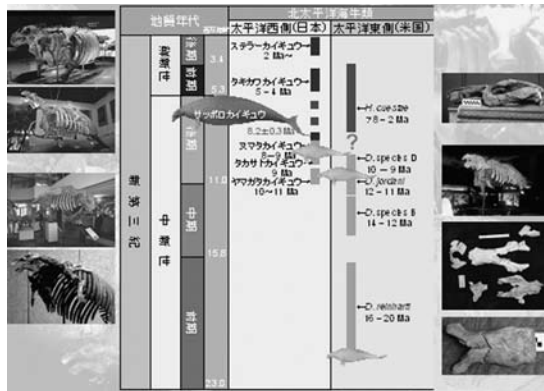 地質年代
北太平洋海牛類
太平洋西側(日本)
太平洋東側(米国)
新第三紀
鮮新世
中新世
後期
前期
後期
中期
前期
3.4
5.3
11.0
15.8
23.0
ステラーカイギュウ
2 Ma~
タキカワカイギュウ
5-4 Ma
サッポロカイギュウ
8.2±0.3 Ma
ヌマタカイギュウ
8-9 Ma
タカサトカイギュウ
9 Ma
ヤマガタカイギュウ
10~11 Ma
H. cuestae
7.8-2 Ma
?
D. species D
10-9 Ma
D. jordani
12-11 Ma
D. species B
14-12 Ma
D. reinharti
16-20 Ma